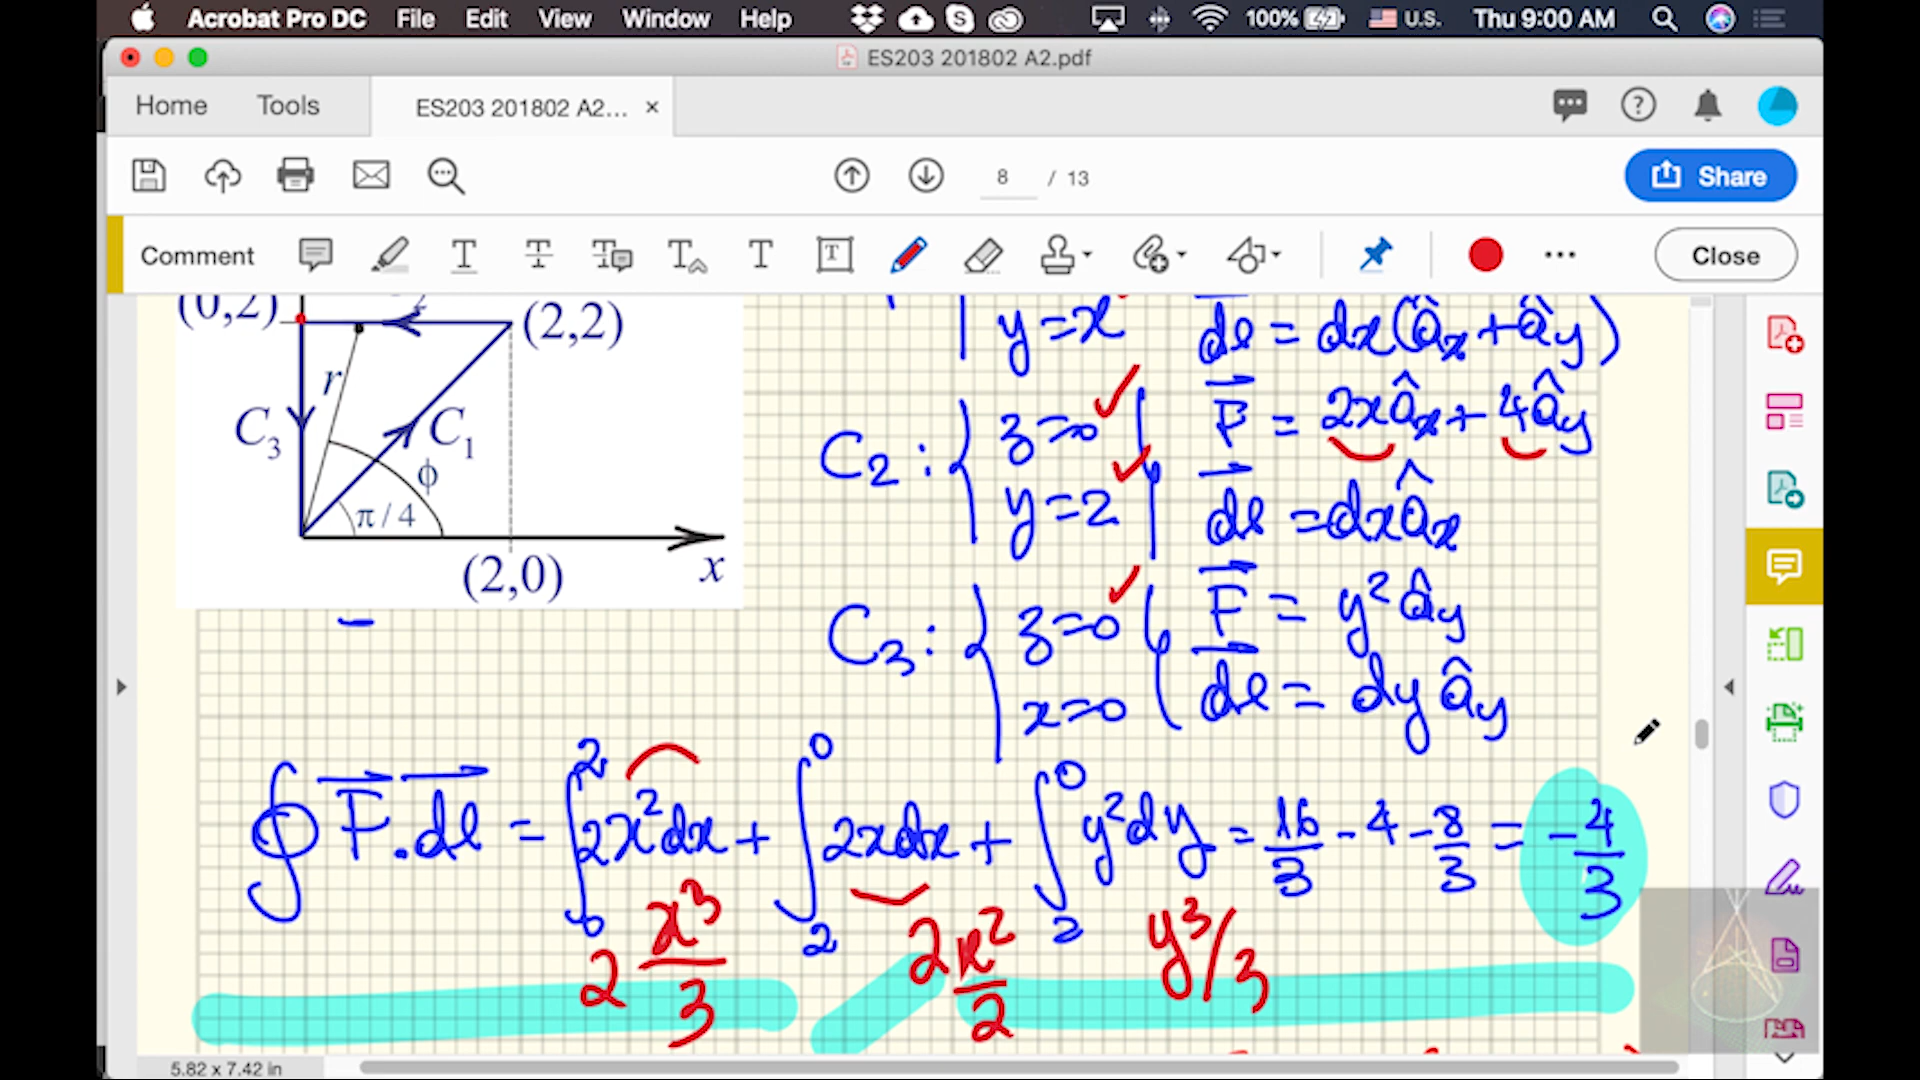 Acrobat Pro DC File Edit View Window Help 100% U.S. Thu 9:00 AM
ES203 201802 A2.pdf
Home Tools ES203 201802 A2... ×
8 / 13 Share
Comment Close
(0,2) (2,2)
r
C₃ C₁
ϕ
π / 4
(2,0) x
y=x dl = dx(âx+ây)
C₂ : { z=0 F = 2xâx + 4ây
y=2 dl = dxâx
C₃ : { z=0 F = y² ây
x=0 dl = dy ây
∮ F.dl = ∫₀² 2x²dx + ∫₂⁰ 2xdx + ∫₂⁰ y²dy = 16/3 - 4 - 8/3 = -4/3
2 x³/3 2x²/2 y³/3
5.82 x 7.42 in